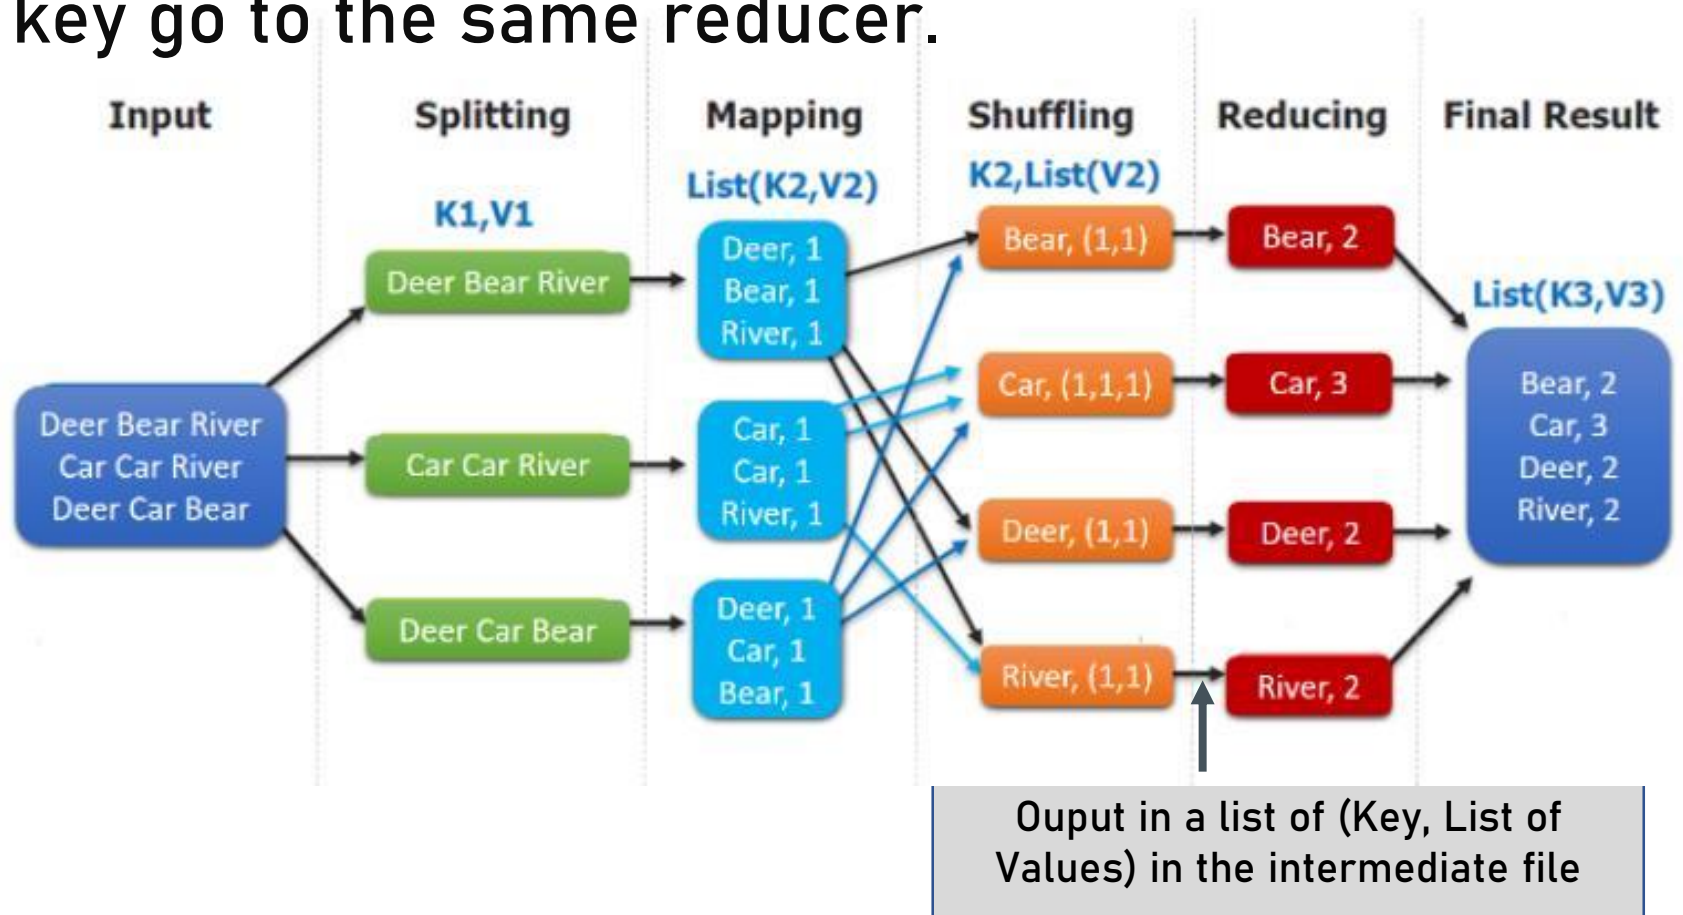 key go to the same reducer.
Input
Splitting
Mapping
Shuffling
Reducing
Final Result
K1,V1
List(K2,V2)
K2,List(V2)
List(K3,V3)
Deer Bear River
Car Car River
Deer Car Bear
Deer Bear River
Car Car River
Deer Car Bear
Deer, 1
Bear, 1
River, 1
Car, 1
Car, 1
River, 1
Deer, 1
Car, 1
Bear, 1
Bear, (1,1)
Car, (1,1,1)
Deer, (1,1)
River, (1,1)
Bear, 2
Car, 3
Deer, 2
River, 2
Bear, 2
Car, 3
Deer, 2
River, 2
Ouput in a list of (Key, List of
Values) in the intermediate file